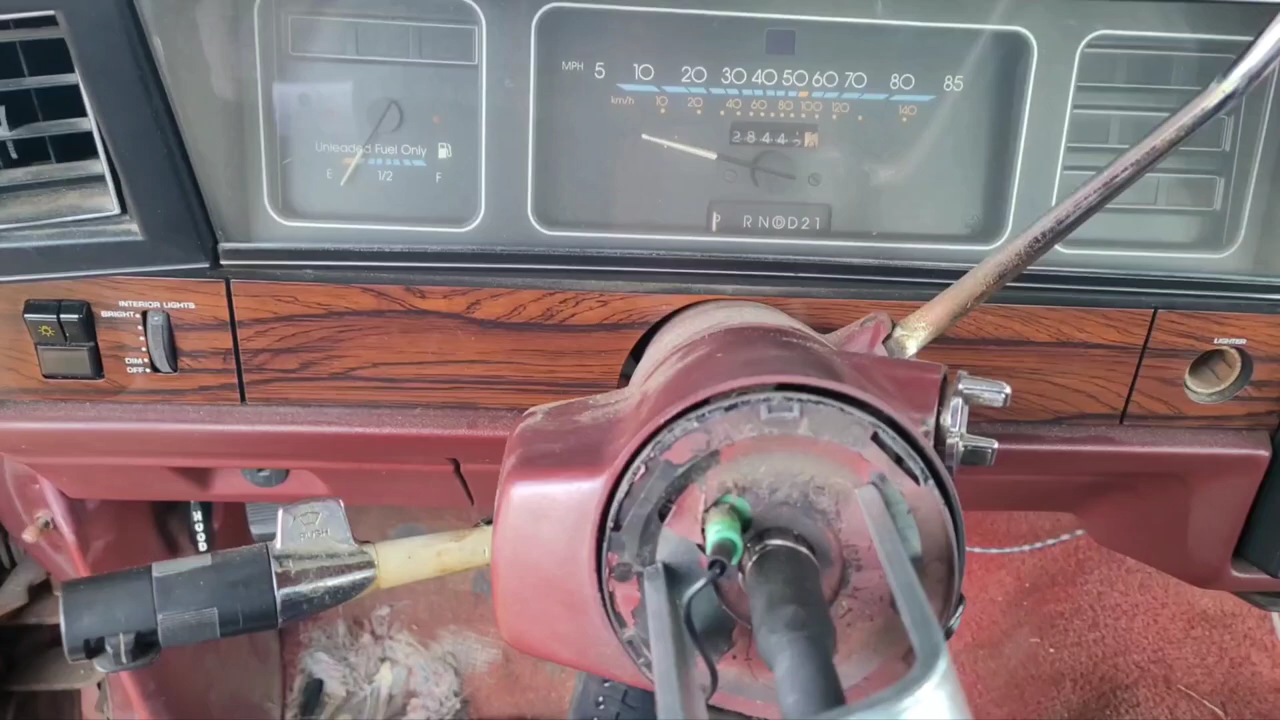 MPH 5 10 20 30 40 50 60 70 80 85
km/h 10 20 40 60 80 100 120 140
Unleaded Fuel Only
E 1/2 F
P R N D 2 1
INTERIOR LIGHTS
BRIGHT
DIM
OFF
LIGHTER
HOOD
PUSH